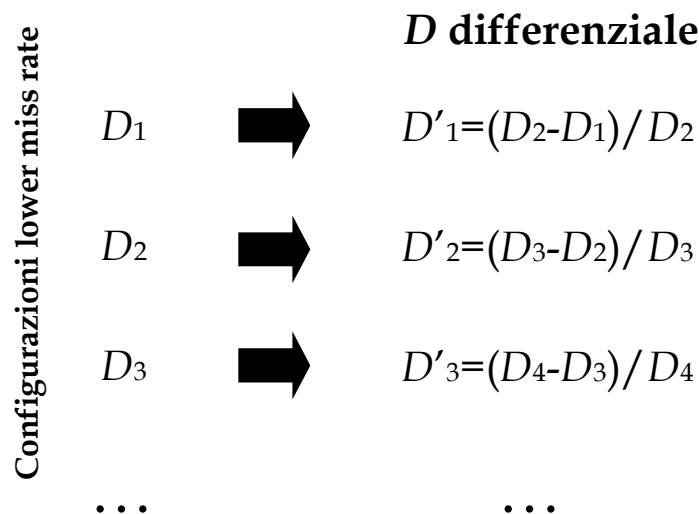 D differenziale
Configurazioni lower miss rate
D1 D'1=(D2-D1)/D2
D2 D'2=(D3-D2)/D3
D3 D'3=(D4-D3)/D4
... ...